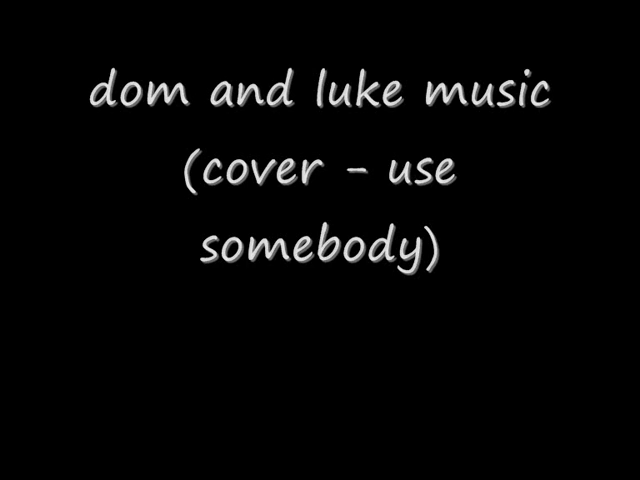 dom and luke music
(cover - use
somebody)